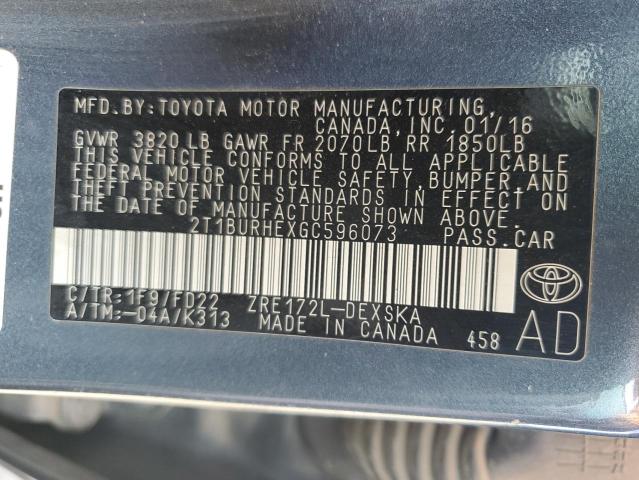 MFD. BY: TOYOTA MOTOR MANUFACTURING,
CANADA, INC. 01/16
GVWR 3820 LB GAWR FR 2070LB RR 1850LB
THIS VEHICLE CONFORMS TO ALL APPLICABLE
FEDERAL MOTOR VEHICLE SAFETY, BUMPER, AND
THEFT PREVENTION STANDARDS IN EFFECT ON
THE DATE OF MANUFACTURE SHOWN ABOVE.
2T1BURHEXGC596073 PASS. CAR
C/TR: 1F9/FD22 ZRE172L-DEXSKA
A/TM: -04A/K313 MADE IN CANADA 458
AD